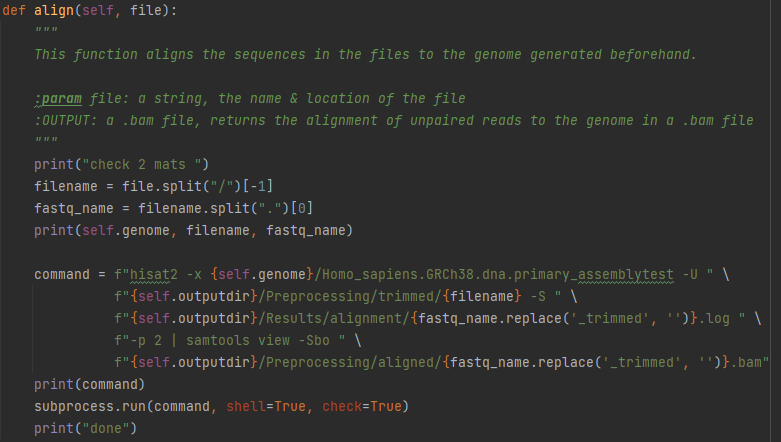 def align(self, file):
    """
    This function aligns the sequences in the files to the genome generated beforehand.

    :param file: a string, the name & location of the file
    :OUTPUT: a .bam file, returns the alignment of unpaired reads to the genome in a .bam file
    """
    print("check 2 mats ")
    filename = file.split("/")[-1]
    fastq_name = filename.split(".")[0]
    print(self.genome, filename, fastq_name)

    command = f"hisat2 -x {self.genome}/Homo_sapiens.GRCh38.dna.primary_assemblytest -U " \
              f"{self.outputdir}/Preprocessing/trimmed/{filename} -S " \
              f"{self.outputdir}/Results/alignment/{fastq_name.replace('_trimmed', '')}.log " \
              f"-p 2 | samtools view -Sbo " \
              f"{self.outputdir}/Preprocessing/aligned/{fastq_name.replace('_trimmed', '')}.bam"
    print(command)
    subprocess.run(command, shell=True, check=True)
    print("done")